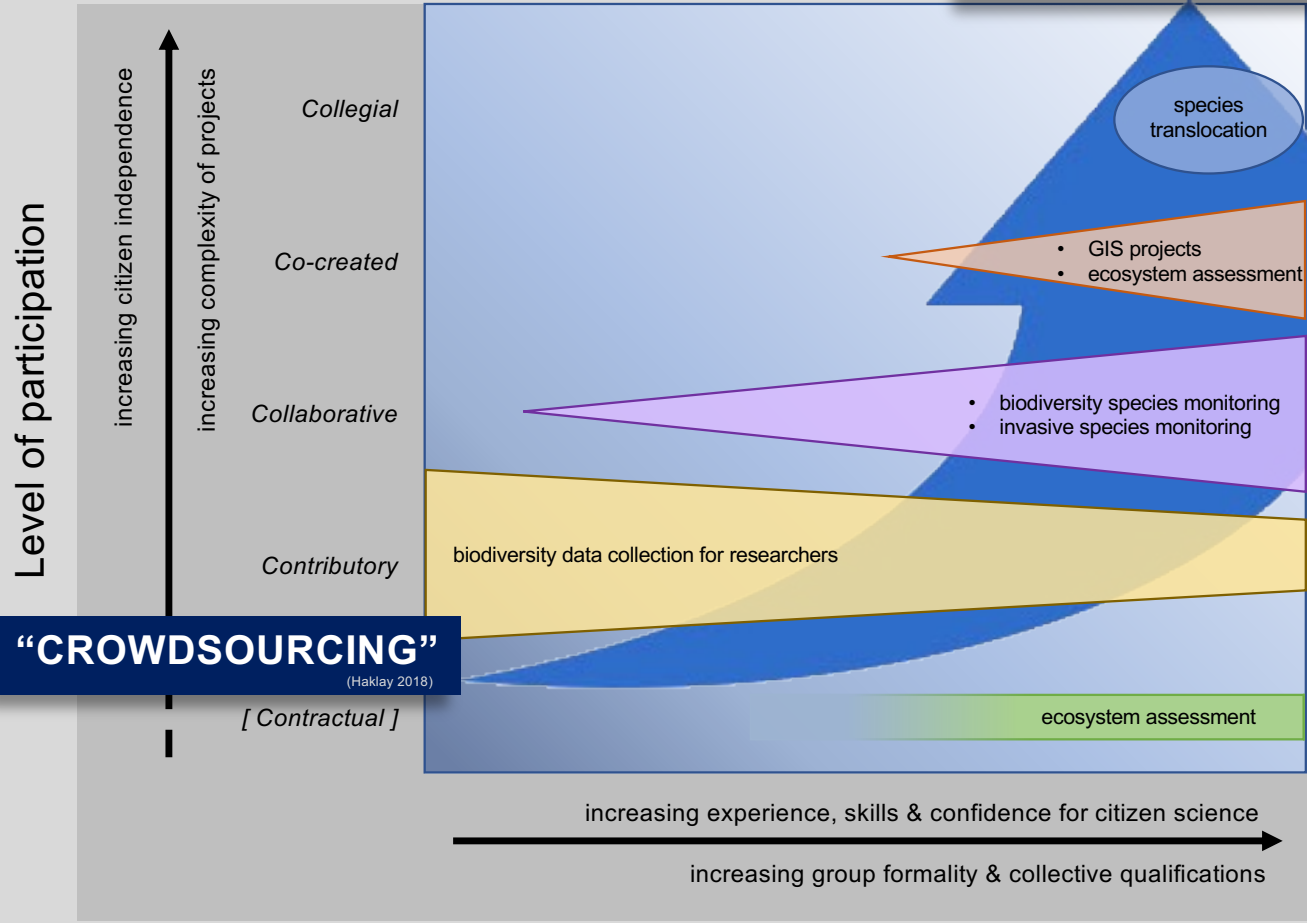 Level of participation
increasing citizen independence
increasing complexity of projects
Collegial
species
translocation
Co-created
• GIS projects
• ecosystem assessment
Collaborative
• biodiversity species monitoring
• invasive species monitoring
Contributory
biodiversity data collection for researchers
“CROWDSOURCING”
(Haklay 2018)
[ Contractual ]
ecosystem assessment
increasing experience, skills & confidence for citizen science
increasing group formality & collective qualifications